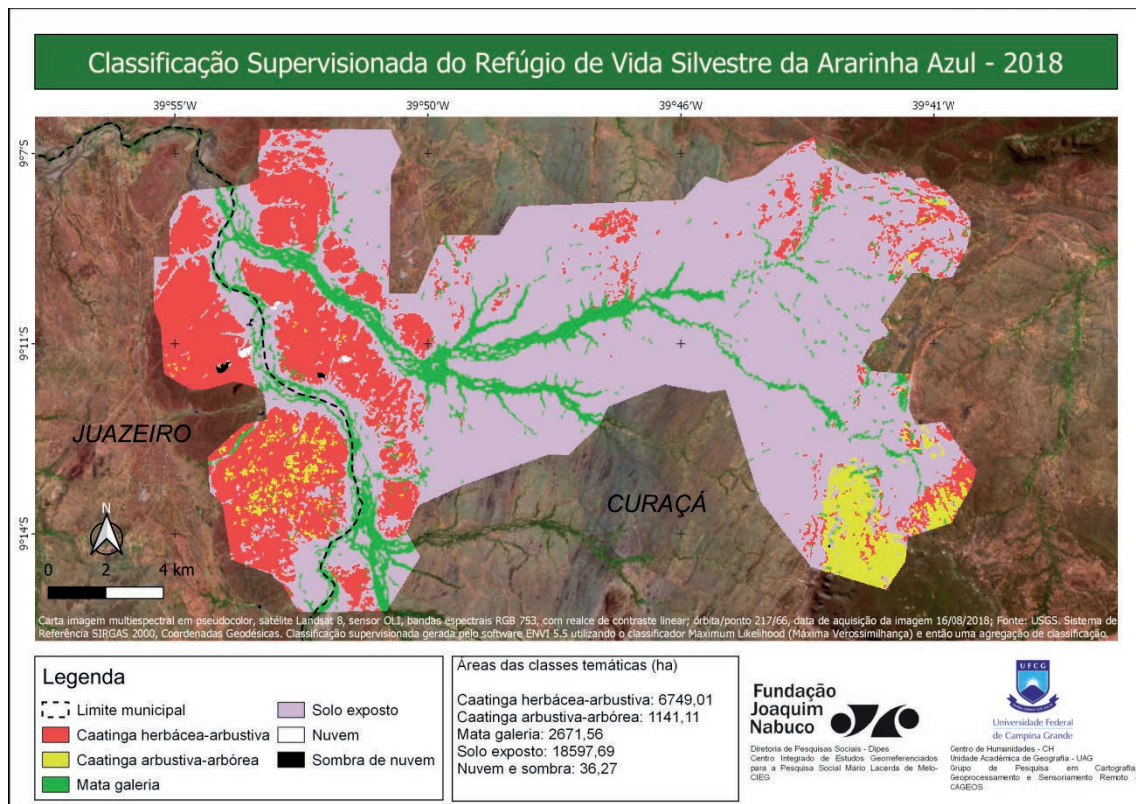 Classificação Supervisionada do Refúgio de Vida Silvestre da Ararinha Azul - 2018
39°55'W
39°50'W
39°46'W
39°41'W
9°7'S
9°11'S
9°14'S
JUAZEIRO
CURAÇÁ
N
0 2 4 km
Carta imagem multiespectral em pseudocolor, satélite Landsat 8, sensor OLI, bandas espectrais RGB 753, com realce de contraste linear; órbita/ponto 217/66, data de aquisição da imagem 16/08/2018; Fonte: USGS. Sistema de
Referência SIRGAS 2000, Coordenadas Geodésicas. Classificação supervisionada gerada pelo software ENVI 5.5 utilizando o classificador Maximum Likelihood (Máxima Verossimilhança) e então uma agregação de classificação.
Legenda
Limite municipal
Caatinga herbácea-arbustiva
Caatinga arbustiva-arbórea
Mata galeria
Solo exposto
Nuvem
Sombra de nuvem
Áreas das classes temáticas (ha)
Caatinga herbácea-arbustiva: 6749,01
Caatinga arbustiva-arbórea: 1141,11
Mata galeria: 2671,56
Solo exposto: 18597,69
Nuvem e sombra: 36,27
Fundação
Joaquim
Nabuco
Diretoria de Pesquisas Sociais - Dipes
Centro Integrado de Estudos Georreferenciados
para a Pesquisa Social Mário Lacerda de Melo-
CIEG
UFCG
Universidade Federal
de Campina Grande
Centro de Humanidades - CH
Unidade Acadêmica de Geografia - UAG
Grupo de Pesquisa em Cartografia,
Geoprocessamento e Sensoriamento Remoto -
CAGEOS